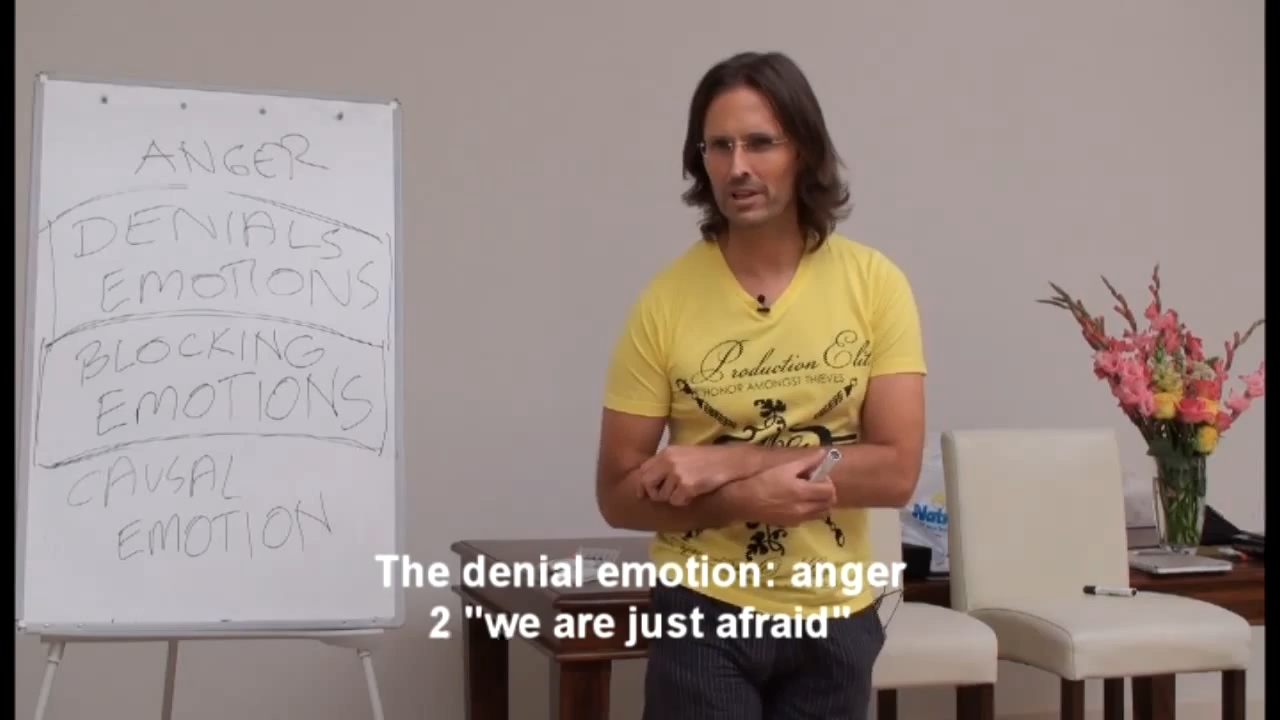 ANGER
DENIALS
EMOTIONS
BLOCKING
EMOTIONS
CAUSAL
EMOTION
Production Elit
HONOR AMONGST THIEVES
The denial emotion: anger
2 "we are just afraid"